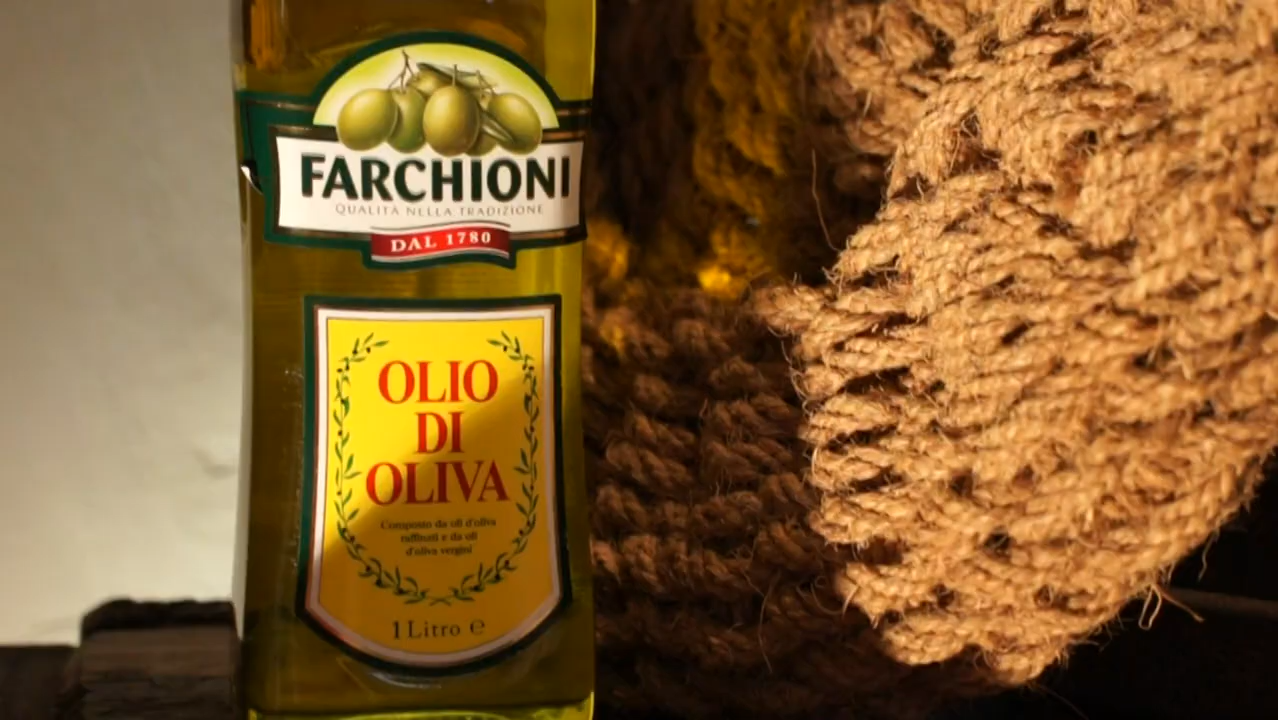 FARCHIONI
QUALITÀ NELLA TRADIZIONE
DAL 1780
OLIO
DI
OLIVA
Composto da oli d'oliva
raffinati e da oli
d'oliva vergini
1 Litro ℮